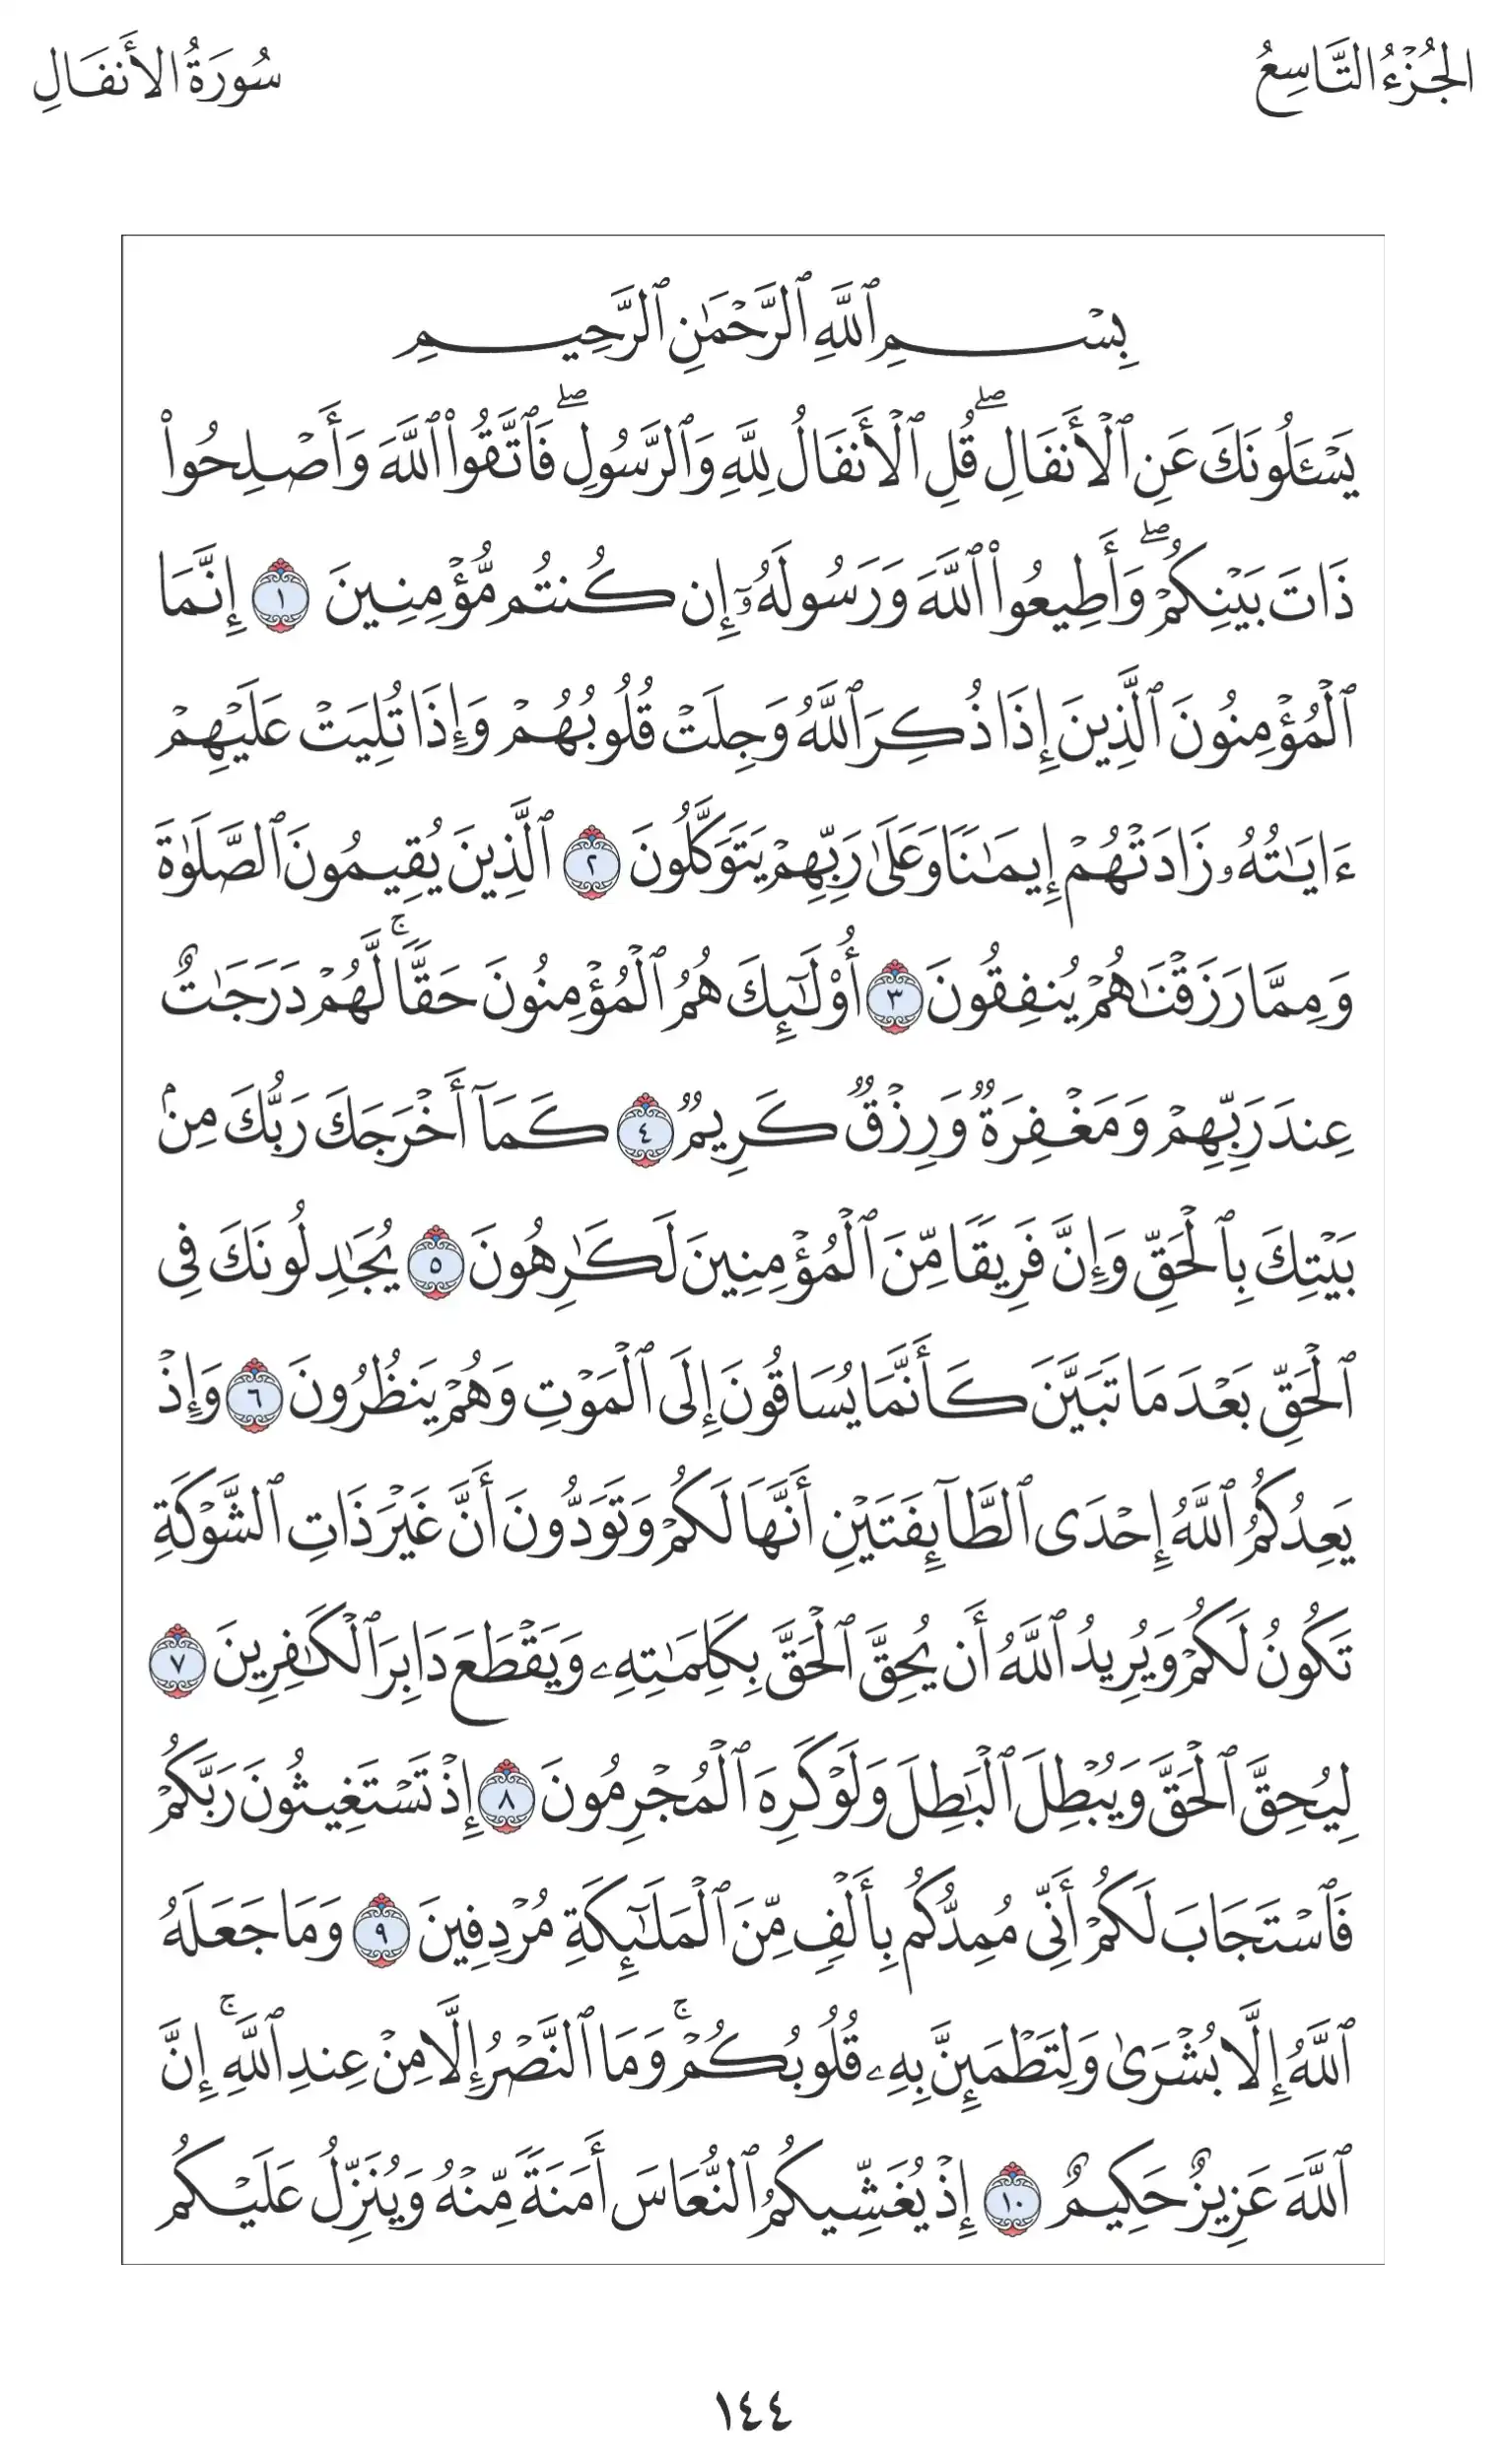 الجُزْءُ التَّاسِعُ
سُورَةُ الأَنفَالِ
بِسْمِ ٱللَّهِ ٱلرَّحْمَٰنِ ٱلرَّحِيمِ
يَسْـَٔلُونَكَ عَنِ ٱلْأَنفَالِۖ قُلِ ٱلْأَنفَالُ لِلَّهِ وَٱلرَّسُولِۖ فَٱتَّقُوا۟ ٱللَّهَ وَأَصْلِحُوا۟
ذَاتَ بَيْنِكُمْۖ وَأَطِيعُوا۟ ٱللَّهَ وَرَسُولَهُۥٓ إِن كُنتُم مُّؤْمِنِينَ ١ إِنَّمَا
ٱلْمُؤْمِنُونَ ٱلَّذِينَ إِذَا ذُكِرَ ٱللَّهُ وَجِلَتْ قُلُوبُهُمْ وَإِذَا تُلِيَتْ عَلَيْهِمْ
ءَايَٰتُهُۥ زَادَتْهُمْ إِيمَٰنًا وَعَلَىٰ رَبِّهِمْ يَتَوَكَّلُونَ ٢ ٱلَّذِينَ يُقِيمُونَ ٱلصَّلَوٰةَ
وَمِمَّا رَزَقْنَٰهُمْ يُنفِقُونَ ٣ أُو۟لَٰٓئِكَ هُمُ ٱلْمُؤْمِنُونَ حَقًّاۚ لَّهُمْ دَرَجَٰتٌ
عِندَ رَبِّهِمْ وَمَغْفِرَةٌ وَرِزْقٌ كَرِيمٌ ٤ كَمَآ أَخْرَجَكَ رَبُّكَ مِنۢ
بَيْتِكَ بِٱلْحَقِّ وَإِنَّ فَرِيقًا مِّنَ ٱلْمُؤْمِنِينَ لَكَٰرِهُونَ ٥ يُجَٰدِلُونَكَ فِى
ٱلْحَقِّ بَعْدَ مَا تَبَيَّنَ كَأَنَّمَا يُسَاقُونَ إِلَى ٱلْمَوْتِ وَهُمْ يَنظُرُونَ ٦ وَإِذْ
يَعِدُكُمُ ٱللَّهُ إِحْدَى ٱلطَّآئِفَتَيْنِ أَنَّهَا لَكُمْ وَتَوَدُّونَ أَنَّ غَيْرَ ذَاتِ ٱلشَّوْكَةِ
تَكُونُ لَكُمْ وَيُرِيدُ ٱللَّهُ أَن يُحِقَّ ٱلْحَقَّ بِكَلِمَٰتِهِۦ وَيَقْطَعَ دَابِرَ ٱلْكَٰفِرِينَ ٧
لِيُحِقَّ ٱلْحَقَّ وَيُبْطِلَ ٱلْبَٰطِلَ وَلَوْ كَرِهَ ٱلْمُجْرِمُونَ ٨ إِذْ تَسْتَغِيثُونَ رَبَّكُمْ
فَٱسْتَجَابَ لَكُمْ أَنِّى مُمِدُّكُم بِأَلْفٍ مِّنَ ٱلْمَلَٰٓئِكَةِ مُرْدِفِينَ ٩ وَمَا جَعَلَهُ
ٱللَّهُ إِلَّا بُشْرَىٰ وَلِتَطْمَئِنَّ بِهِۦ قُلُوبُكُمْۚ وَمَا ٱلنَّصْرُ إِلَّا مِنْ عِندِ ٱللَّهِۚ إِنَّ
ٱللَّهَ عَزِيزٌ حَكِيمٌ ١٠ إِذْ يُغَشِّيكُمُ ٱلنُّعَاسَ أَمَنَةً مِّنْهُ وَيُنَزِّلُ عَلَيْكُم
١٤٤